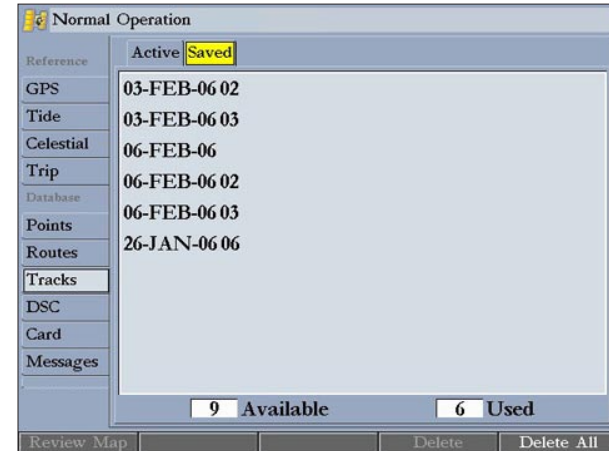 Normal Operation
Reference
GPS
Tide
Celestial
Trip
Database
Points
Routes
Tracks
DSC
Card
Messages
Active Saved
03-FEB-06 02
03-FEB-06 03
06-FEB-06
06-FEB-06 02
06-FEB-06 03
26-JAN-06 06
9 Available 6 Used
Review Map Delete Delete All